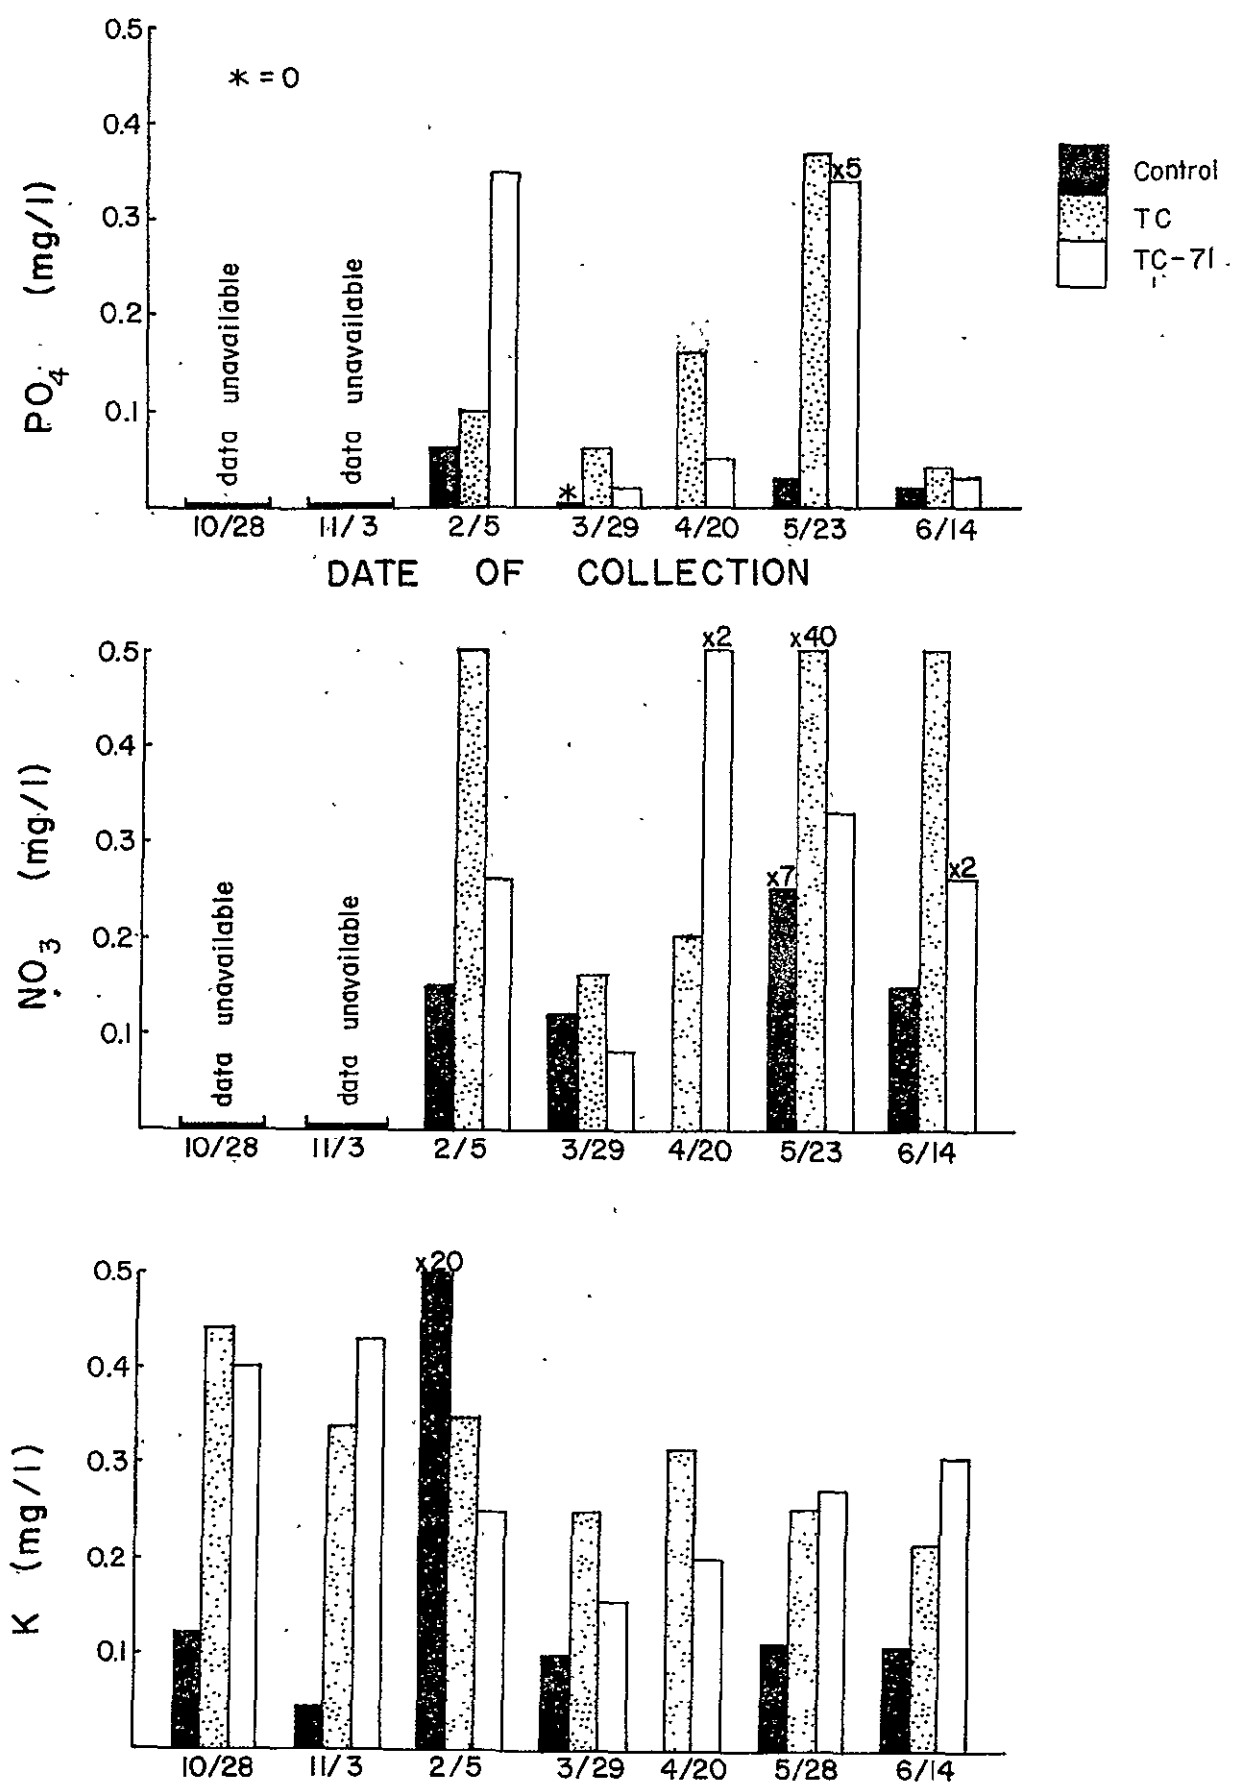 0.5
* = 0
0.4
0.3
0.2
0.1
PO4 (mg/l)
Control
TC
TC-71
x5
data unavailable
data unavailable
*
10/28 11/3 2/5 3/29 4/20 5/23 6/14
DATE OF COLLECTION
0.5
0.4
0.3
0.2
0.1
NO3 (mg/l)
x2
x40
x7
x2
data unavailable
data unavailable
10/28 11/3 2/5 3/29 4/20 5/23 6/14
0.5
0.4
0.3
0.2
0.1
K (mg/l)
x20
10/28 11/3 2/5 3/29 4/20 5/28 6/14